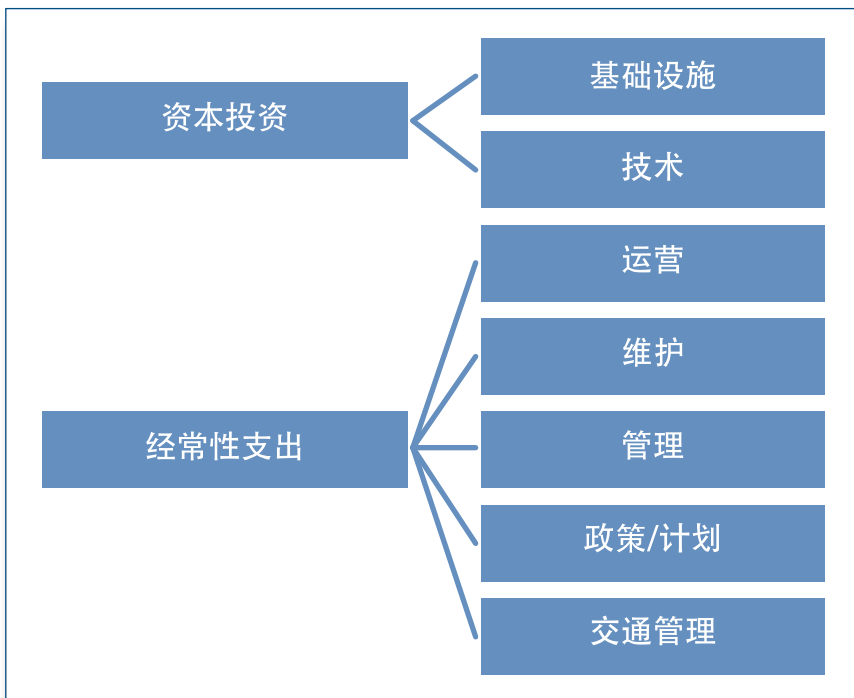 资本投资
基础设施
技术
经常性支出
运营
维护
管理
政策/计划
交通管理